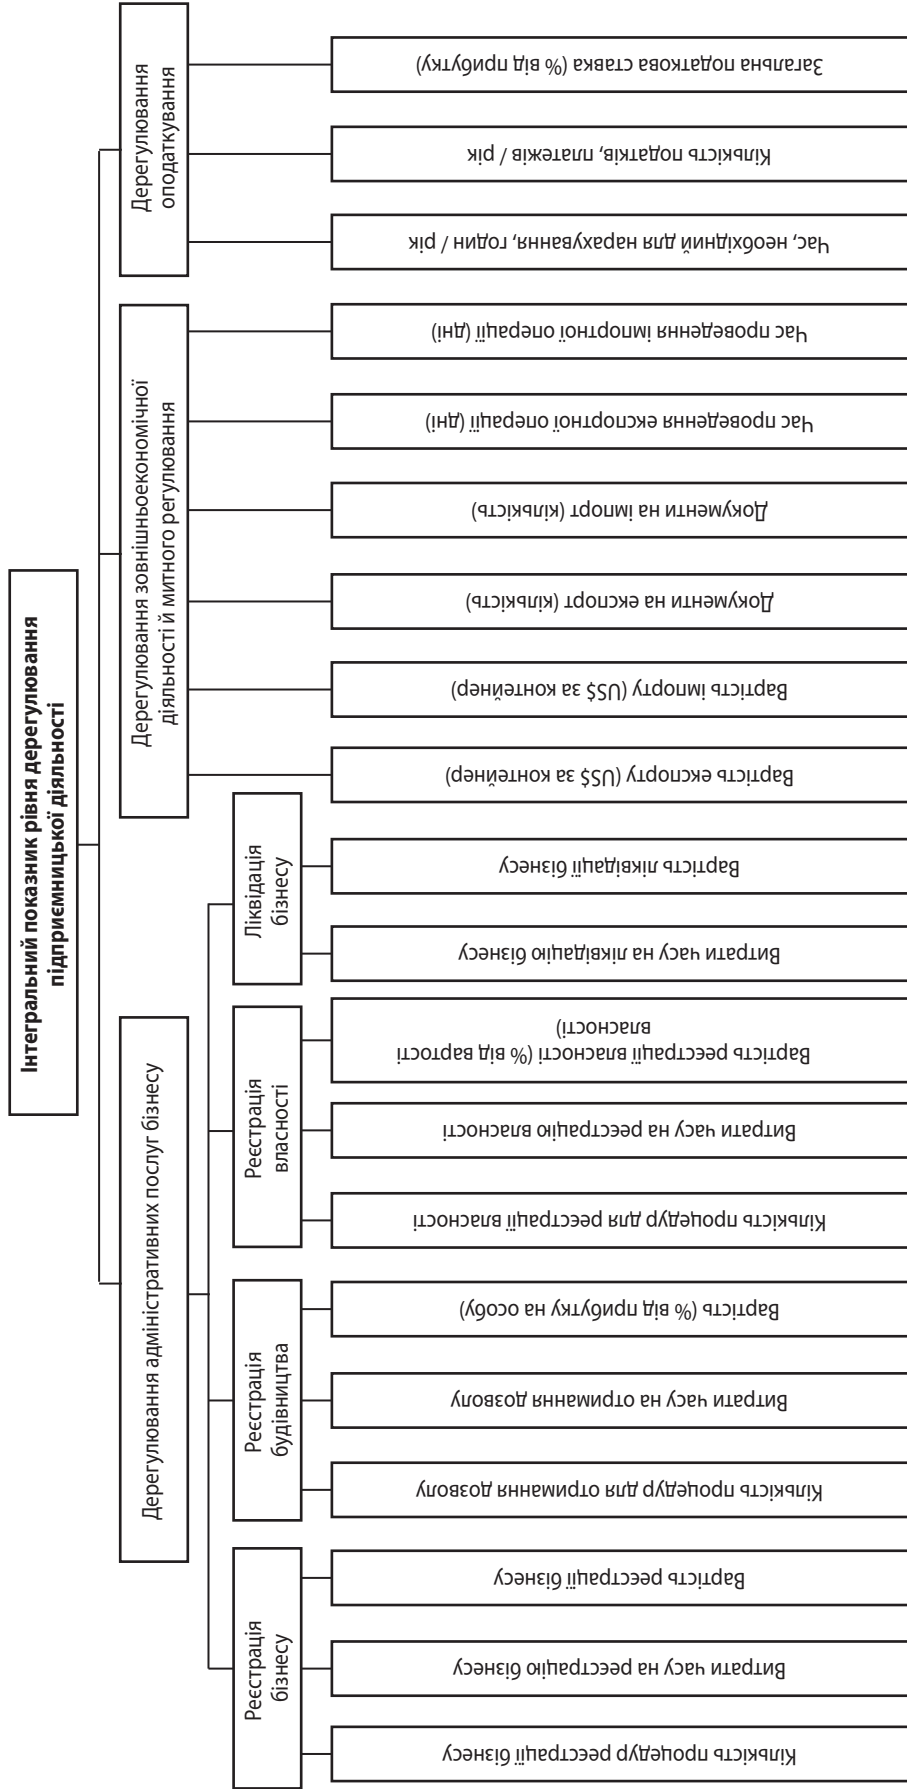 Інтегральний показник рівня дерегулювання
підприємницької діяльності
Дерегулювання адміністративних послуг бізнесу
Дерегулювання зовнішньоекономічної
діяльності й митного регулювання
Дерегулювання
оподаткування
Реєстрація
бізнесу
Реєстрація
будівництва
Реєстрація
власності
Ліквідація
бізнесу
Кількість процедур реєстрації бізнесу
Витрати часу на реєстрацію бізнесу
Вартість реєстрації бізнесу
Кількість процедур для отримання дозволу
Витрати часу на отримання дозволу
Вартість (% від прибутку на особу)
Кількість процедур для реєстрації власності
Витрати часу на реєстрацію власності
Вартість реєстрації власності (% від вартості
власності)
Витрати часу на ліквідацію бізнесу
Вартість ліквідації бізнесу
Вартість експорту (US$ за контейнер)
Вартість імпорту (US$ за контейнер)
Документи на експорт (кількість)
Документи на імпорт (кількість)
Час проведення експортної операції (дні)
Час проведення імпортної операції (дні)
Час, необхідний для нарахування, годин / рік
Кількість податків, платежів / рік
Загальна податкова ставка (% від прибутку)